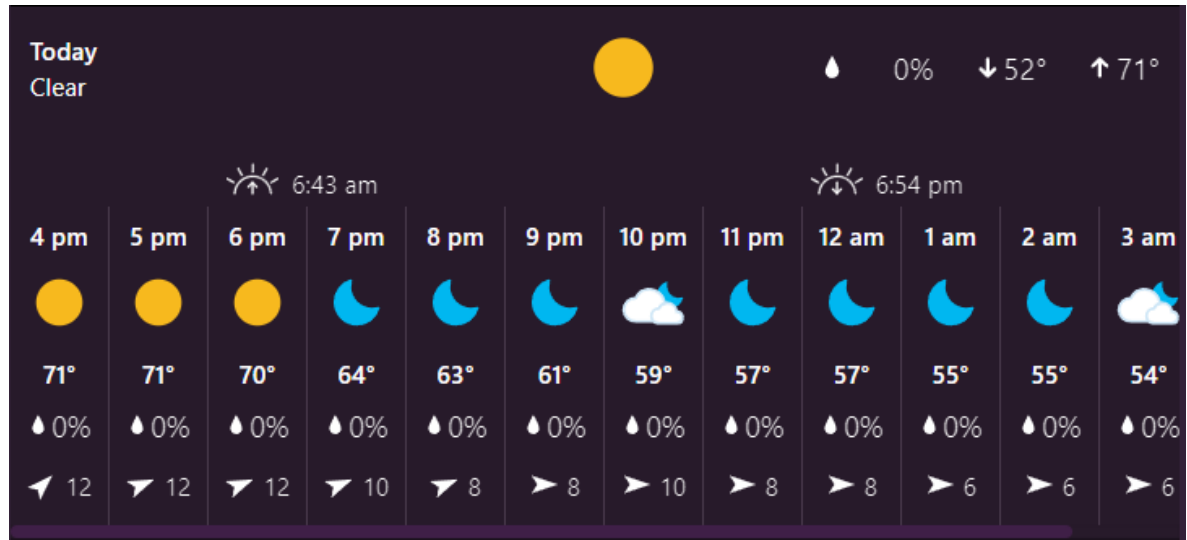 Today
Clear
0% 52° 71°
6:43 am 6:54 pm
4 pm 5 pm 6 pm 7 pm 8 pm 9 pm 10 pm 11 pm 12 am 1 am 2 am 3 am
71° 71° 70° 64° 63° 61° 59° 57° 57° 55° 55° 54°
0% 0% 0% 0% 0% 0% 0% 0% 0% 0% 0% 0%
12 12 12 10 8 8 10 8 8 6 6 6